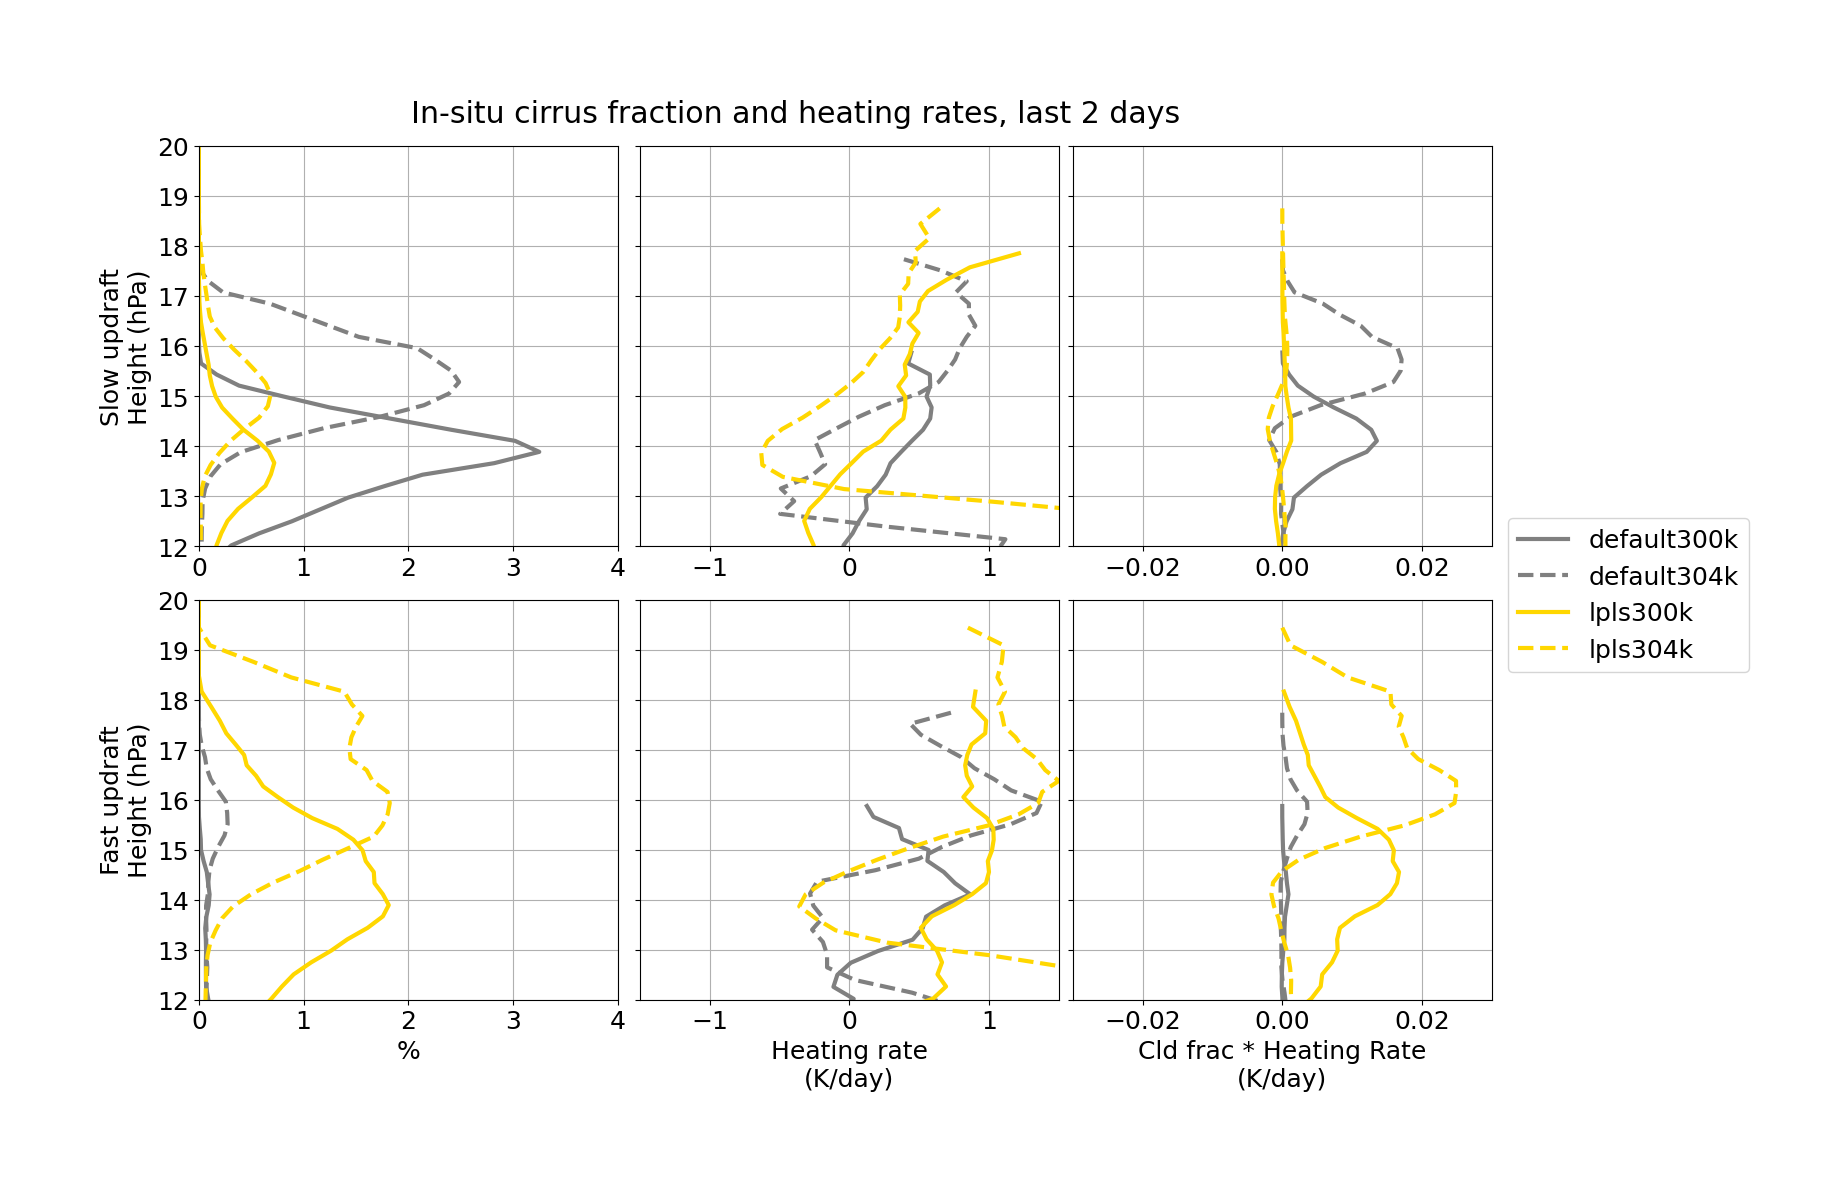 In-situ cirrus fraction and heating rates, last 2 days
Slow updraft
Height (hPa)
20
19
18
17
16
15
14
13
12
0 1 2 3 4
−1 0 1
−0.02 0.00 0.02
Fast updraft
Height (hPa)
20
19
18
17
16
15
14
13
12
0 1 2 3 4
−1 0 1
−0.02 0.00 0.02
%
Heating rate
(K/day)
Cld frac * Heating Rate
(K/day)
default300k
default304k
lpls300k
lpls304k